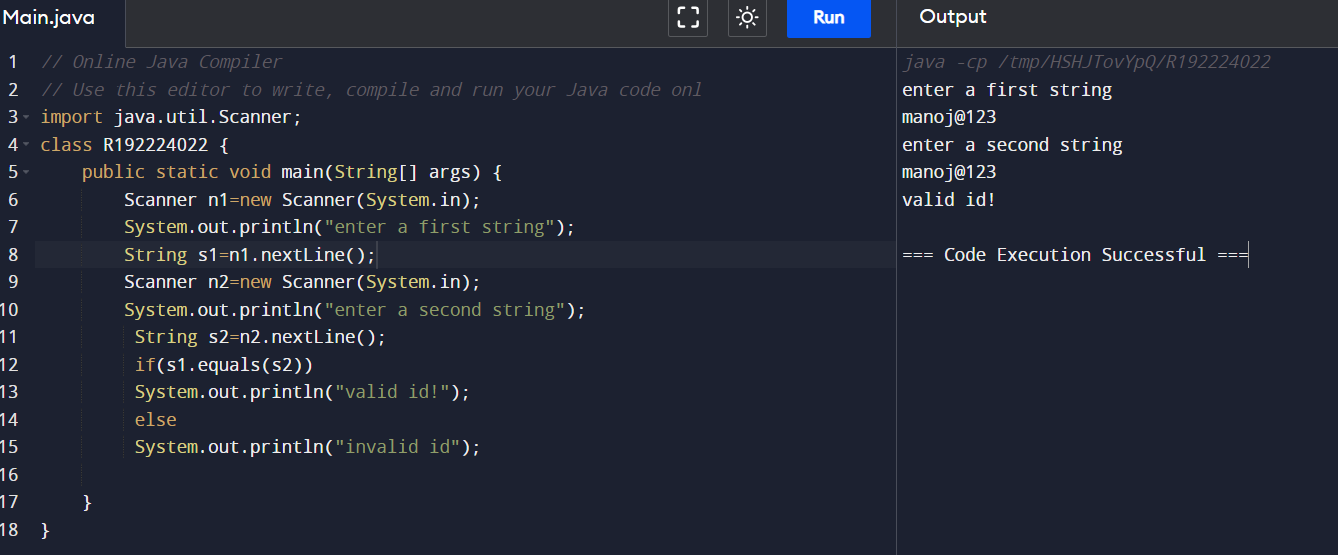 Main.java
Run
1 // Online Java Compiler
2 // Use this editor to write, compile and run your Java code onl
3 import java.util.Scanner;
4 class R192224022 {
5     public static void main(String[] args) {
6         Scanner n1=new Scanner(System.in);
7         System.out.println("enter a first string");
8         String s1=n1.nextLine();
9         Scanner n2=new Scanner(System.in);
10         System.out.println("enter a second string");
11          String s2=n2.nextLine();
12          if(s1.equals(s2))
13          System.out.println("valid id!");
14          else
15          System.out.println("invalid id");
16
17     }
18 }
Output
java -cp /tmp/HSHJTovYpQ/R192224022
enter a first string
manoj@123
enter a second string
manoj@123
valid id!
=== Code Execution Successful ===